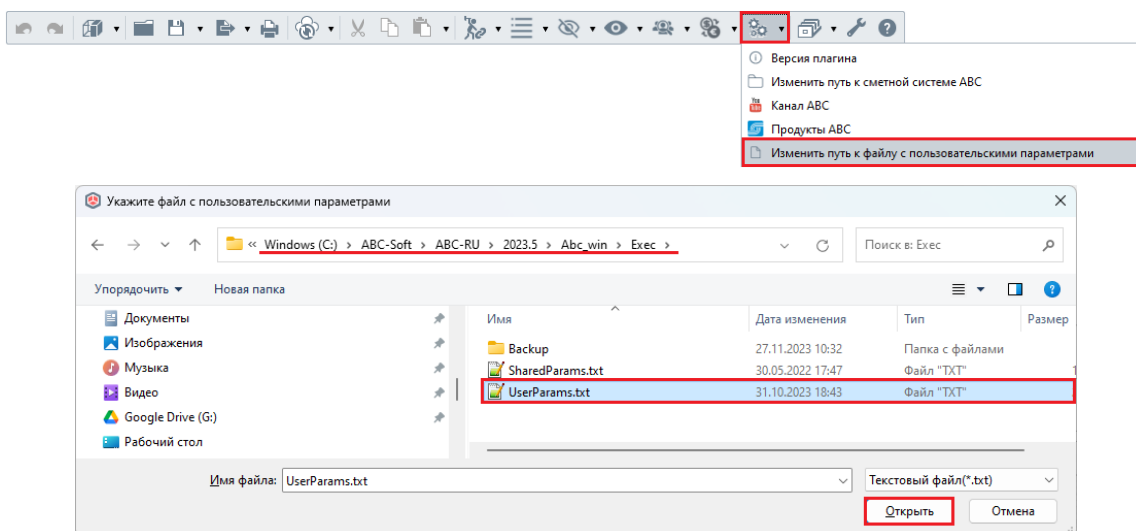 Версия плагина
Изменить путь к сметной системе АВС
Канал АВС
Продукты АВС
Изменить путь к файлу с пользовательскими параметрами
Укажите файл с пользовательскими параметрами
« Windows (C:) › ABC-Soft › ABC-RU › 2023.5 › Abc_win › Exec ›
Поиск в: Exec
Упорядочить
Новая папка
Документы
Изображения
Музыка
Видео
Google Drive (G:)
Рабочий стол
Имя Дата изменения Тип Размер
Backup 27.11.2023 10:32 Папка с файлами
SharedParams.txt 30.05.2022 17:47 Файл "TXT" 1
UserParams.txt 31.10.2023 18:43 Файл "TXT"
Имя файла: UserParams.txt
Текстовый файл(*.txt)
Открыть
Отмена